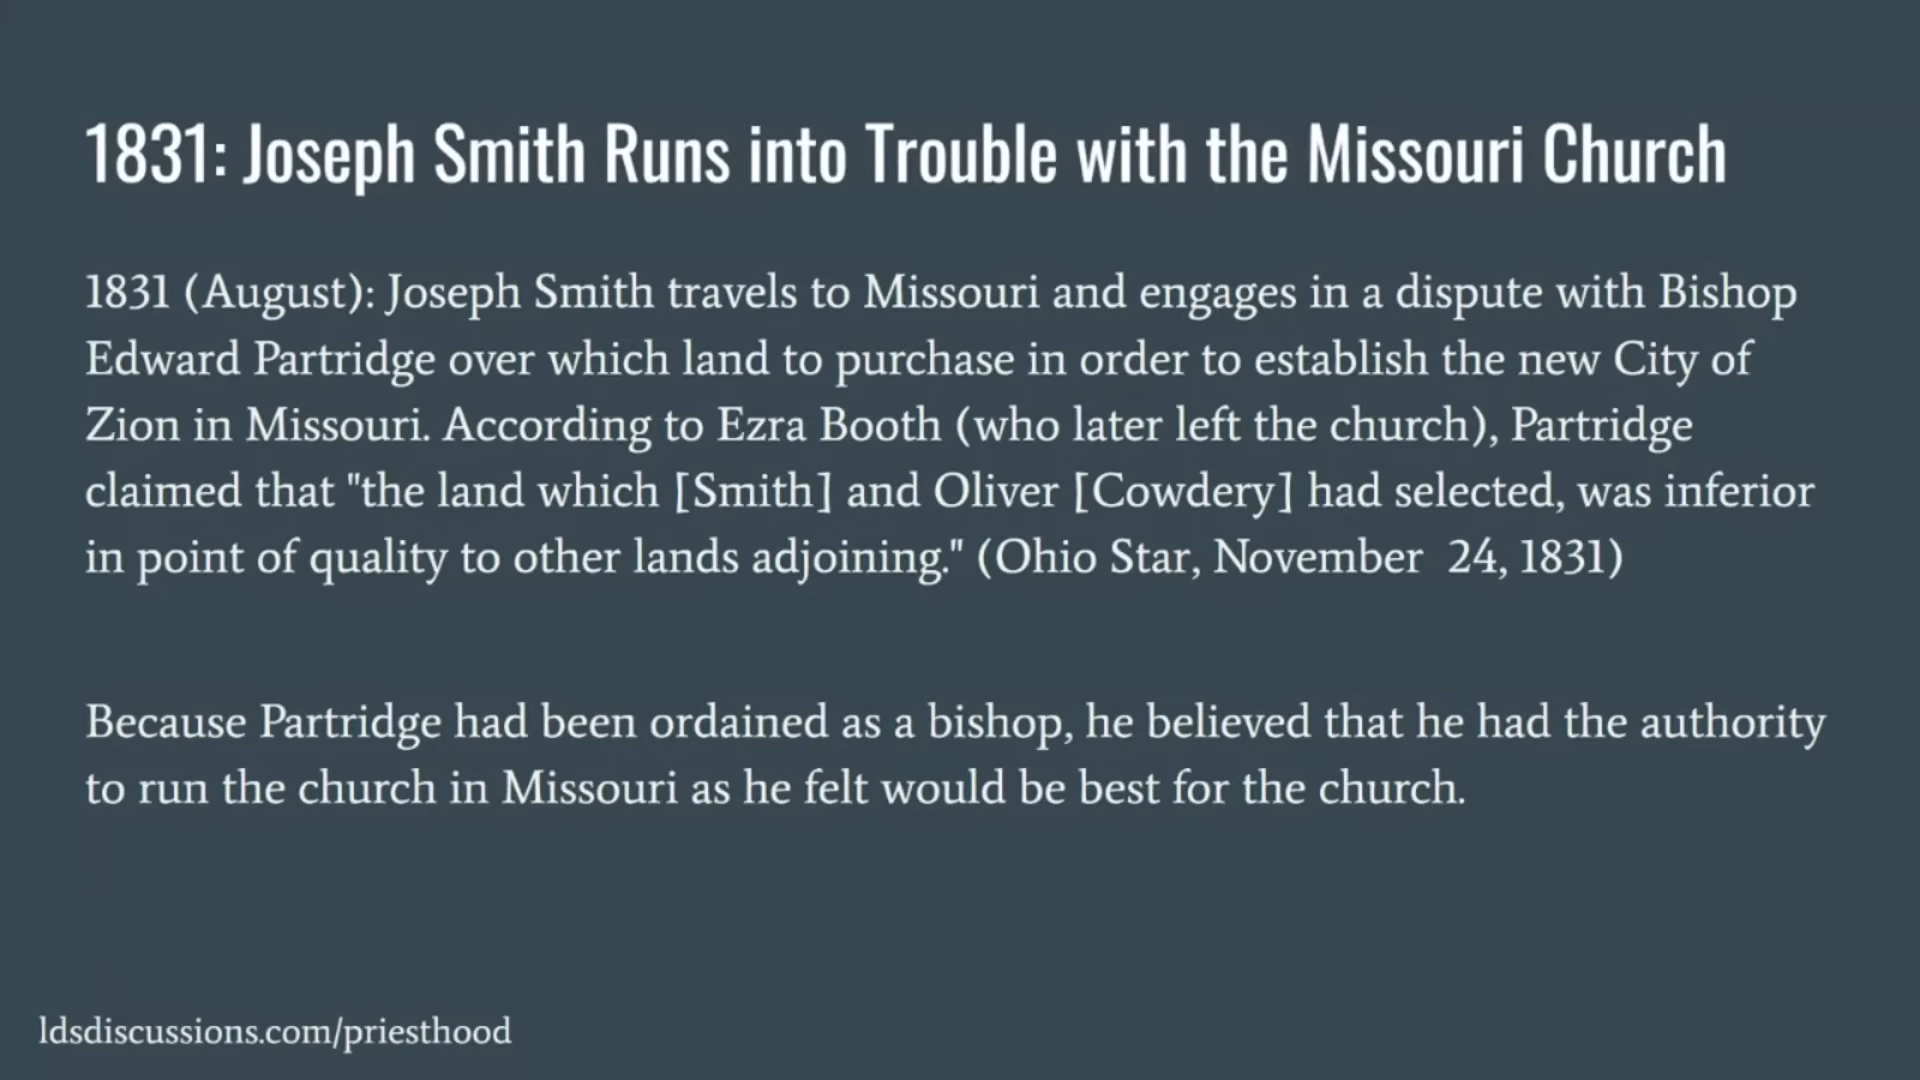 1831: Joseph Smith Runs into Trouble with the Missouri Church
1831 (August): Joseph Smith travels to Missouri and engages in a dispute with Bishop
Edward Partridge over which land to purchase in order to establish the new City of
Zion in Missouri. According to Ezra Booth (who later left the church), Partridge
claimed that "the land which [Smith] and Oliver [Cowdery] had selected, was inferior
in point of quality to other lands adjoining." (Ohio Star, November  24, 1831)
Because Partridge had been ordained as a bishop, he believed that he had the authority
to run the church in Missouri as he felt would be best for the church.
ldsdiscussions.com/priesthood